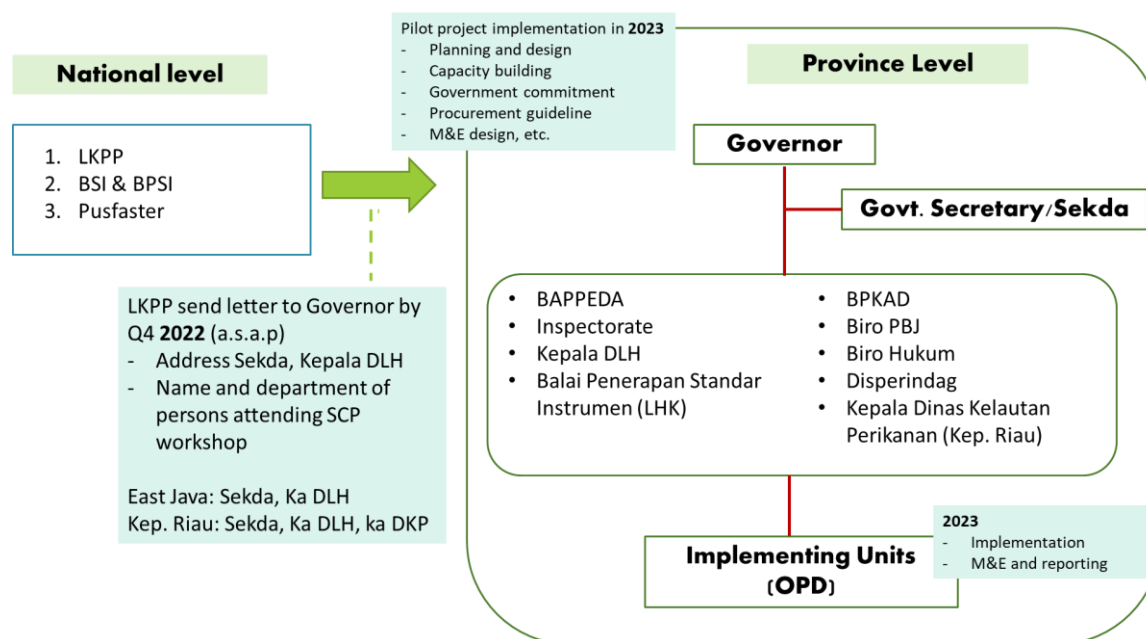 National level
1. LKPP
2. BSI & BPSI
3. Pusfaster
Pilot project implementation in 2023
- Planning and design
- Capacity building
- Government commitment
- Procurement guideline
- M&E design, etc.
LKPP send letter to Governor by
Q4 2022 (a.s.a.p)
- Address Sekda, Kepala DLH
- Name and department of
persons attending SCP
workshop
East Java: Sekda, Ka DLH
Kep. Riau: Sekda, Ka DLH, ka DKP
Province Level
Governor
Govt. Secretary/Sekda
• BAPPEDA
• Inspectorate
• Kepala DLH
• Balai Penerapan Standar
Instrumen (LHK)
• BPKAD
• Biro PBJ
• Biro Hukum
• Disperindag
• Kepala Dinas Kelautan
Perikanan (Kep. Riau)
Implementing Units
(OPD)
2023
- Implementation
- M&E and reporting